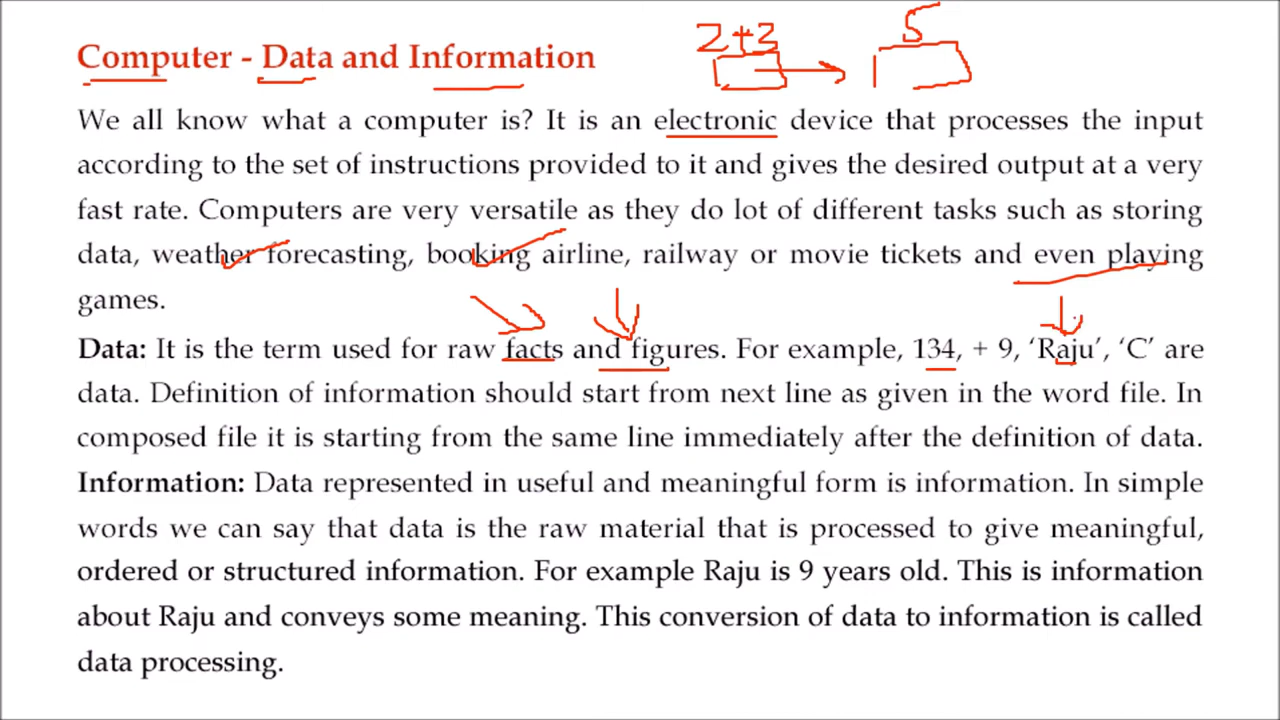 2+3
5
Computer - Data and Information
We all know what a computer is? It is an electronic device that processes the input
according to the set of instructions provided to it and gives the desired output at a very
fast rate. Computers are very versatile as they do lot of different tasks such as storing
data, weather forecasting, booking airline, railway or movie tickets and even playing
games.
Data: It is the term used for raw facts and figures. For example, 134, + 9, ‘Raju’, ‘C’ are
data. Definition of information should start from next line as given in the word file. In
composed file it is starting from the same line immediately after the definition of data.
Information: Data represented in useful and meaningful form is information. In simple
words we can say that data is the raw material that is processed to give meaningful,
ordered or structured information. For example Raju is 9 years old. This is information
about Raju and conveys some meaning. This conversion of data to information is called
data processing.